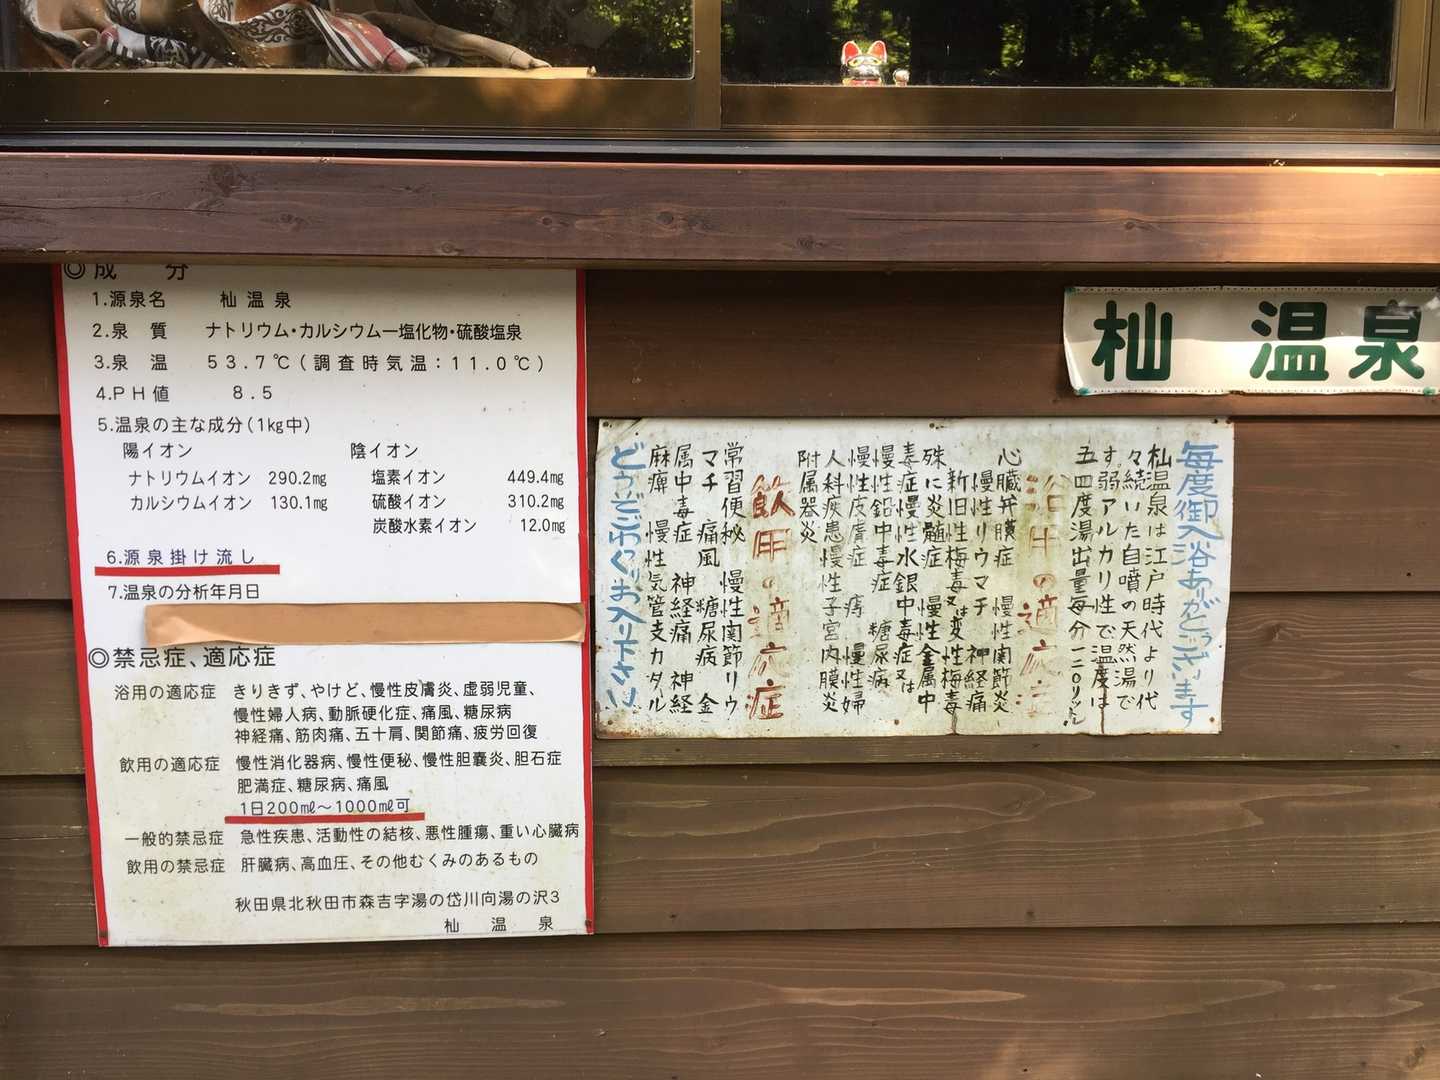 ◎成 分
1.源泉名 杣温泉
2.泉 質 ナトリウム・カルシウム―塩化物・硫酸塩泉
3.泉 温 53.7℃(調査時気温:11.0℃)
4.PH値 8.5
5.温泉の主な成分(1kg中)
陽イオン 陰イオン
ナトリウムイオン 290.2mg 塩素イオン 449.4mg
カルシウムイオン 130.1mg 硫酸イオン 310.2mg
炭酸水素イオン 12.0mg
6.源泉掛け流し
7.温泉の分析年月日
◎禁忌症、適応症
浴用の適応症 きりきず、やけど、慢性皮膚炎、虚弱児童、
慢性婦人病、動脈硬化症、痛風、糖尿病
神経痛、筋肉痛、五十肩、関節痛、疲労回復
飲用の適応症 慢性消化器病、慢性便秘、慢性胆嚢炎、胆石症
肥満症、糖尿病、痛風
1日200mℓ～1000mℓ可
一般的禁忌症 急性疾患、活動性の結核、悪性腫瘍、重い心臓病
飲用の禁忌症 肝臓病、高血圧、その他むくみのあるもの
秋田県北秋田市森吉字湯の岱川向湯の沢3
杣 温 泉
杣 温泉
毎度御入浴ありがとうございます
杣温泉は江戸時代より代
々続いた自噴の天然湯で
す弱アルカリ性で温度は
五四度湯出量毎分一二〇リットル
浴用の適応症
心臓弁膜症 慢性関節炎
慢性リウマチ 神経痛
新旧性梅毒又は変性梅毒
殊に炎髄症 慢性金属中
毒症慢性水銀中毒症又は
慢性鉛中毒症 糖尿病
慢性皮膚症 痔 慢性婦
人科疾患慢性子宮内膜炎
附属器炎
飲用の適応症
常習便秘 慢性関節リウ
マチ 痛風 糖尿病 金
属中毒症 神経痛 神経
麻痺 慢性気管支カタル
どうぞごゆっくりお入り下さい